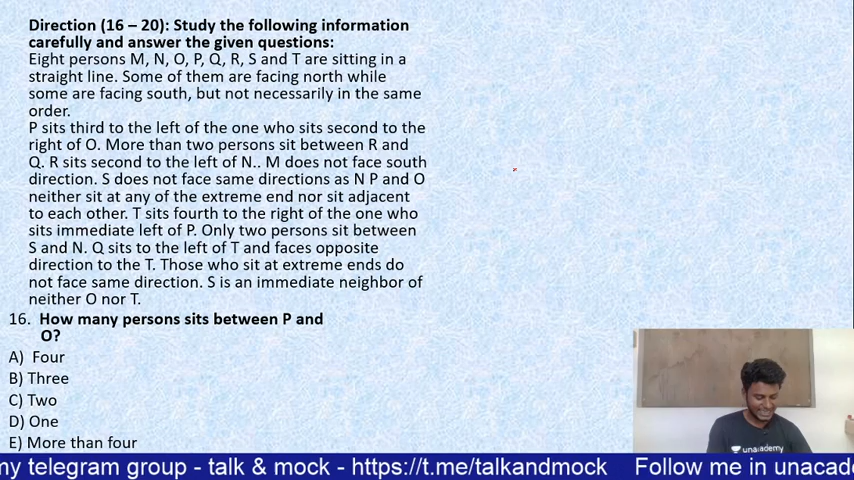 Direction (16 – 20): Study the following information
carefully and answer the given questions:
Eight persons M, N, O, P, Q, R, S and T are sitting in a
straight line. Some of them are facing north while
some are facing south, but not necessarily in the same
order.
P sits third to the left of the one who sits second to the
right of O. More than two persons sit between R and
Q. R sits second to the left of N.. M does not face south
direction. S does not face same directions as N P and O
neither sit at any of the extreme end nor sit adjacent
to each other. T sits fourth to the right of the one who
sits immediate left of P. Only two persons sit between
S and N. Q sits to the left of T and faces opposite
direction to the T. Those who sit at extreme ends do
not face same direction. S is an immediate neighbor of
neither O nor T.
16. How many persons sits between P and
O?
A) Four
B) Three
C) Two
D) One
E) More than four
unacademy
my telegram group - talk & mock - https://t.me/talkandmock Follow me in unacade